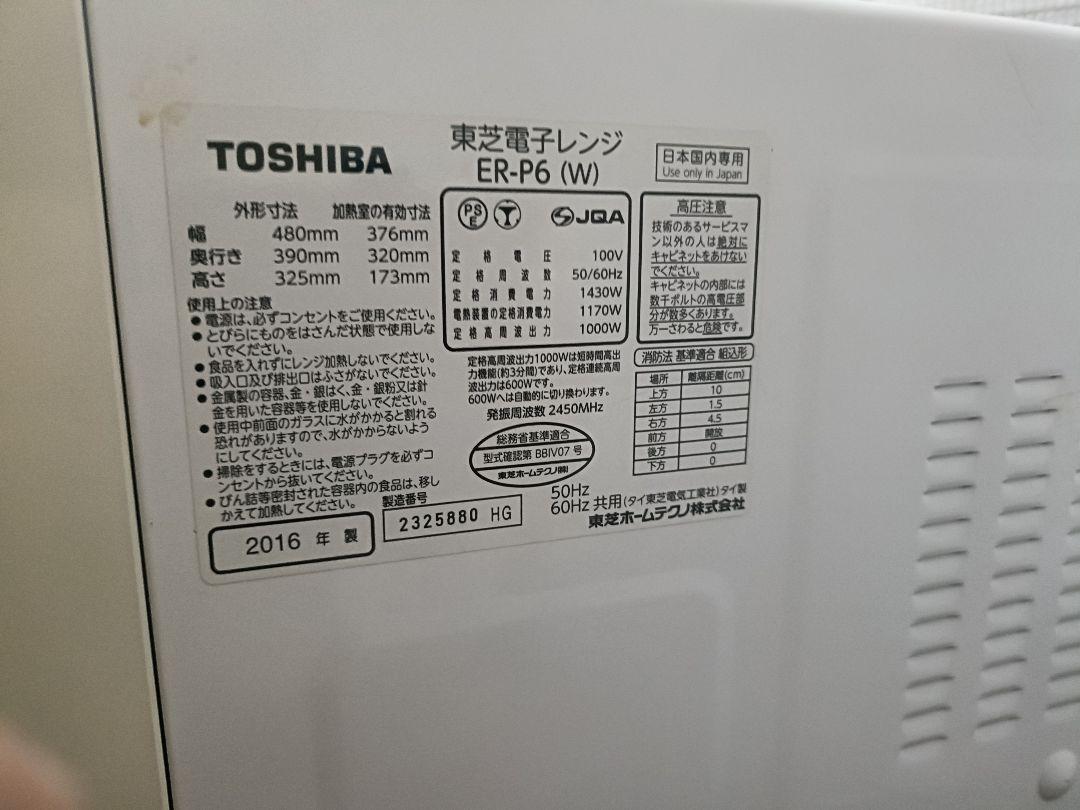 TOSHIBA
東芝電子レンジ
ER-P6 (W)
日本国内専用
Use only in Japan
外形寸法 加熱室の有効寸法
幅 480mm 376mm
奥行き 390mm 320mm
高さ 325mm 173mm
使用上の注意
●電源は、必ずコンセントをご使用ください。
●とびらにものをはさんだ状態で使用しな
いでください。
●食品を入れずにレンジ加熱しないでください。
●吸入口及び排出口はふさがないでください。
●金属製の容器、金・銀はく、金・銀粉又は針
金を用いた容器等を使用しないでください。
●使用中前面のガラスに水がかかると割れる
恐れがありますので、水がかからないよう
にしてください。
●掃除をするときには、電源プラグを必ずコ
ンセントから抜いてください。
●びん詰等密封された容器内の食品は、移し
かえて加熱してください。
2016 年 製
製造番号
2325880 HG
PS
E
JQA
定格電圧 100V
定格周波数 50/60Hz
定格消費電力 1430W
電熱装置の定格消費電力 1170W
定格高周波出力 1000W
定格高周波出力1000Wは短時間高出
力機能(約3分間)であり、定格連続高周
波出力は600Wです。
600Wへは自動的に切り換わります。
発振周波数 2450MHz
総務省基準適合
型式確認第 BBIV07 号
東芝ホームテクノ(株)
高圧注意
技術のあるサービスマ
ン以外の人は絶対に
キャビネットをあけない
でください。
キャビネットの内部には
数千ボルトの高電圧部
分が数多くあります。
万一さわると危険です。
消防法 基準適合 組込形
場所 離隔距離(cm)
上方 10
左方 1.5
右方 4.5
前方 開放
後方 0
下方 0
50Hz
60Hz 共用 (タイ東芝電気工業社)タイ製
東芝ホームテクノ株式会社